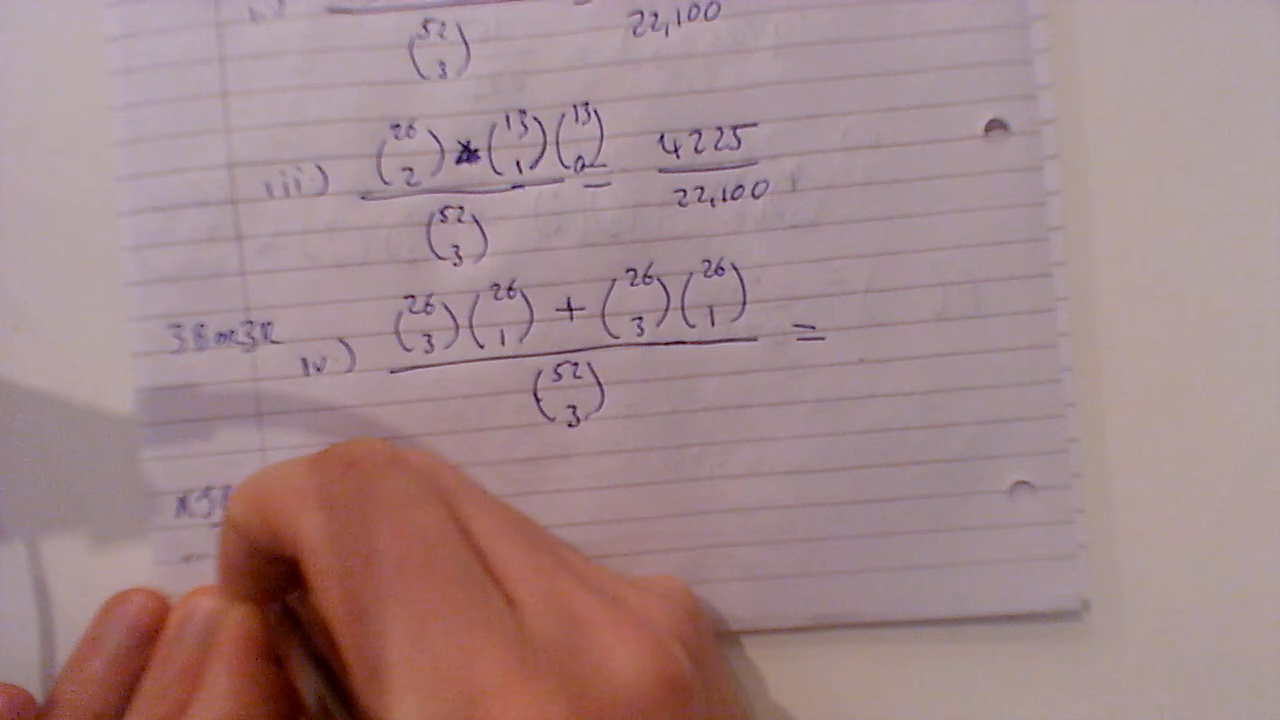 (52 3) 22,100
iii) (26 2) (13 1)(13 0) = 4225
(52 3) 22,100
3B or 3R iv) (26 3)(26 1) + (26 3)(26 1) =
(52 3)